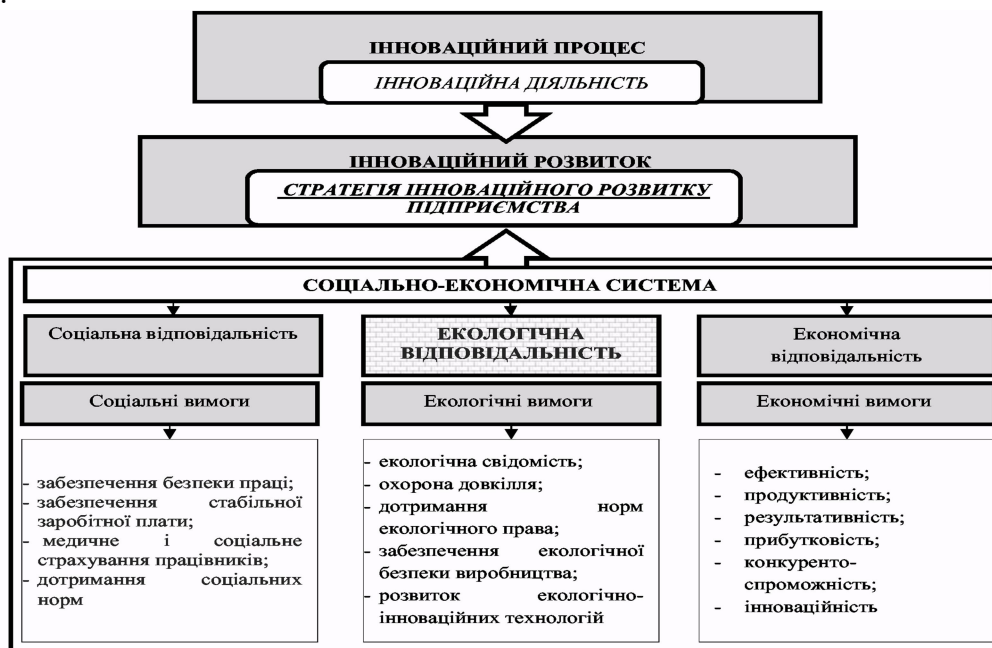 ІННОВАЦІЙНИЙ ПРОЦЕС
ІННОВАЦІЙНА ДІЯЛЬНІСТЬ
ІННОВАЦІЙНИЙ РОЗВИТОК
СТРАТЕГІЯ ІННОВАЦІЙНОГО РОЗВИТКУ
ПІДПРИЄМСТВА
СОЦІАЛЬНО-ЕКОНОМІЧНА СИСТЕМА
Соціальна відповідальність
Соціальні вимоги
- забезпечення безпеки праці;
- забезпечення стабільної
заробітної плати;
- медичне і соціальне
страхування працівників;
- дотримання соціальних
норм
ЕКОЛОГІЧНА
ВІДПОВІДАЛЬНІСТЬ
Екологічні вимоги
- екологічна свідомість;
- охорона довкілля;
- дотримання норм
екологічного права;
- забезпечення екологічної
безпеки виробництва;
- розвиток екологічно-
інноваційних технологій
Економічна
відповідальність
Економічні вимоги
- ефективність;
- продуктивність;
- результативність;
- прибутковість;
- конкуренто-
спроможність;
- інноваційність